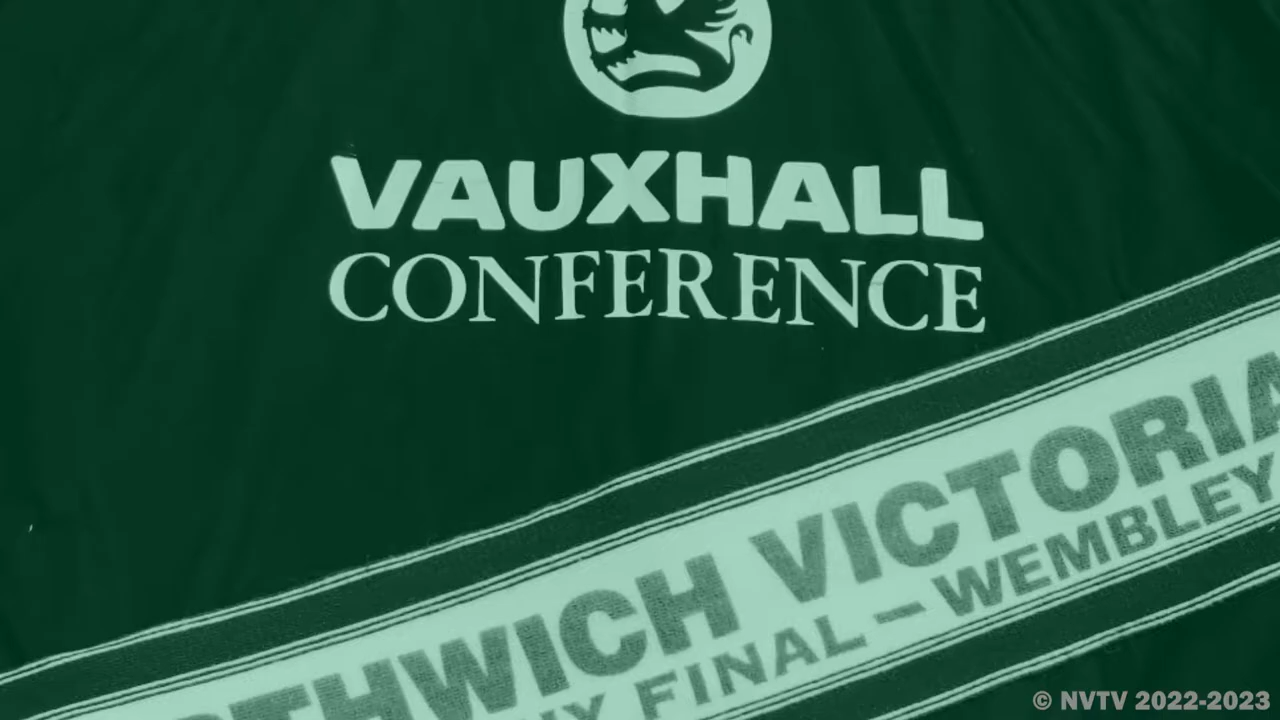 VAUXHALL
CONFERENCE
THWICH VICTORIA
FINAL — WEMBLEY
© NVTV 2022-2023